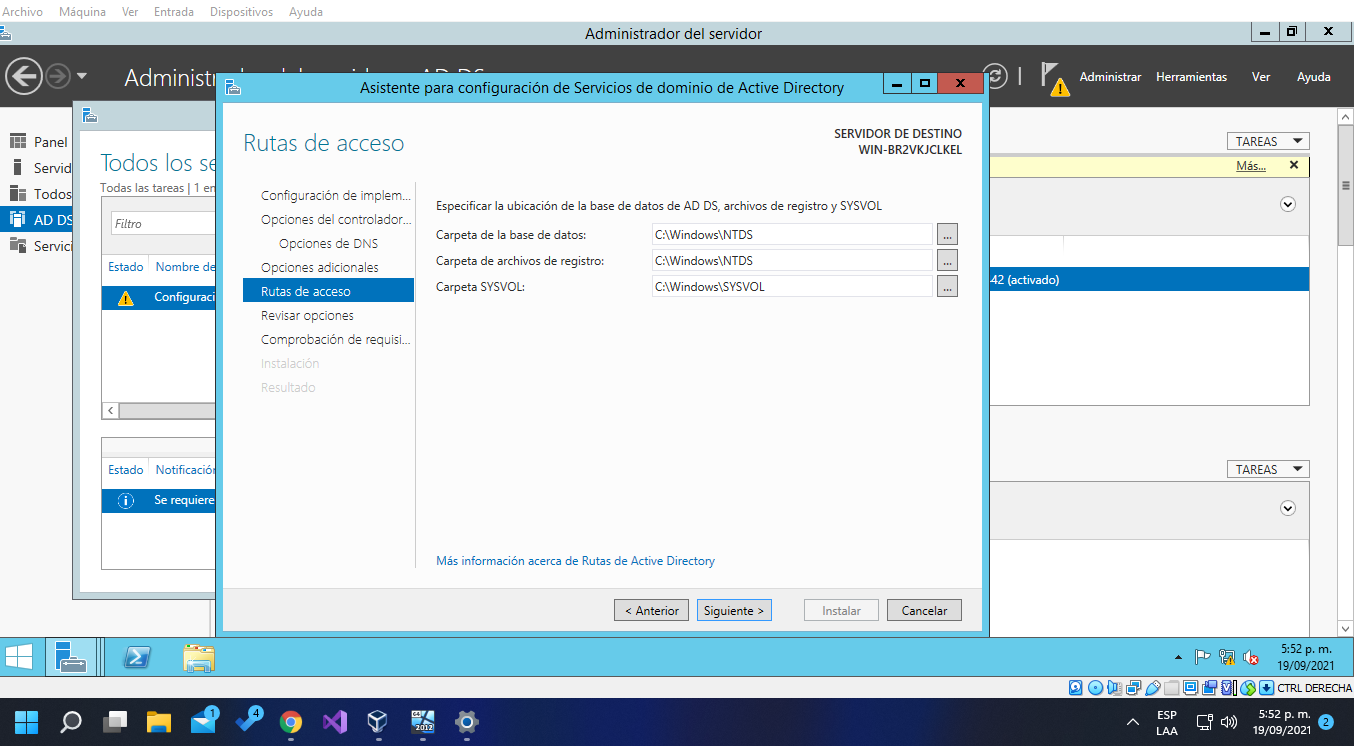 Archivo Máquina Ver Entrada Dispositivos Ayuda
Administrador del servidor
Administrar Herramientas Ver Ayuda
Asistente para configuración de Servicios de dominio de Active Directory
Panel
Todos
AD DS
Todos los se
Todas las tareas | 1 en
Filtro
Estado Nombre de
Configuraci
Estado Notificación
Se requiere
Rutas de acceso
SERVIDOR DE DESTINO
WIN-BR2VKJCLKEL
Configuración de implem...
Opciones del controlador...
Opciones de DNS
Opciones adicionales
Rutas de acceso
Revisar opciones
Comprobación de requisi...
Instalación
Resultado
Especificar la ubicación de la base de datos de AD DS, archivos de registro y SYSVOL
Carpeta de la base de datos: C:\Windows\NTDS ...
Carpeta de archivos de registro: C:\Windows\NTDS ...
Carpeta SYSVOL: C:\Windows\SYSVOL ...
Más información acerca de Rutas de Active Directory
< Anterior Siguiente > Instalar Cancelar
TAREAS
Más...
42 (activado)
TAREAS
5:52 p. m.
19/09/2021
CTRL DERECHA
1
4
ESP
LAA
5:52 p. m.
19/09/2021
2